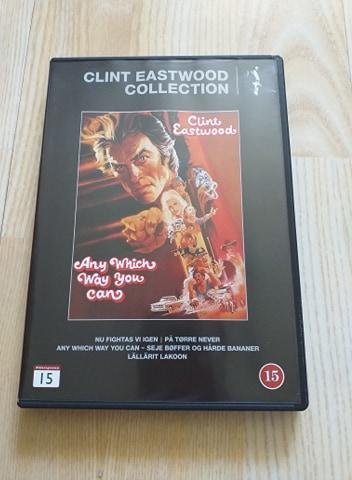 CLINT EASTWOOD
COLLECTION
Clint
Eastwood
Any Which
Way You
can
NU FIGHTAS VI IGEN | PÅ TØRRE NEVER
ANY WHICH WAY YOU CAN – SEJE BØFFER OG HÅRDE BANANER
LÄLLÄRIT LAKOON
15
15